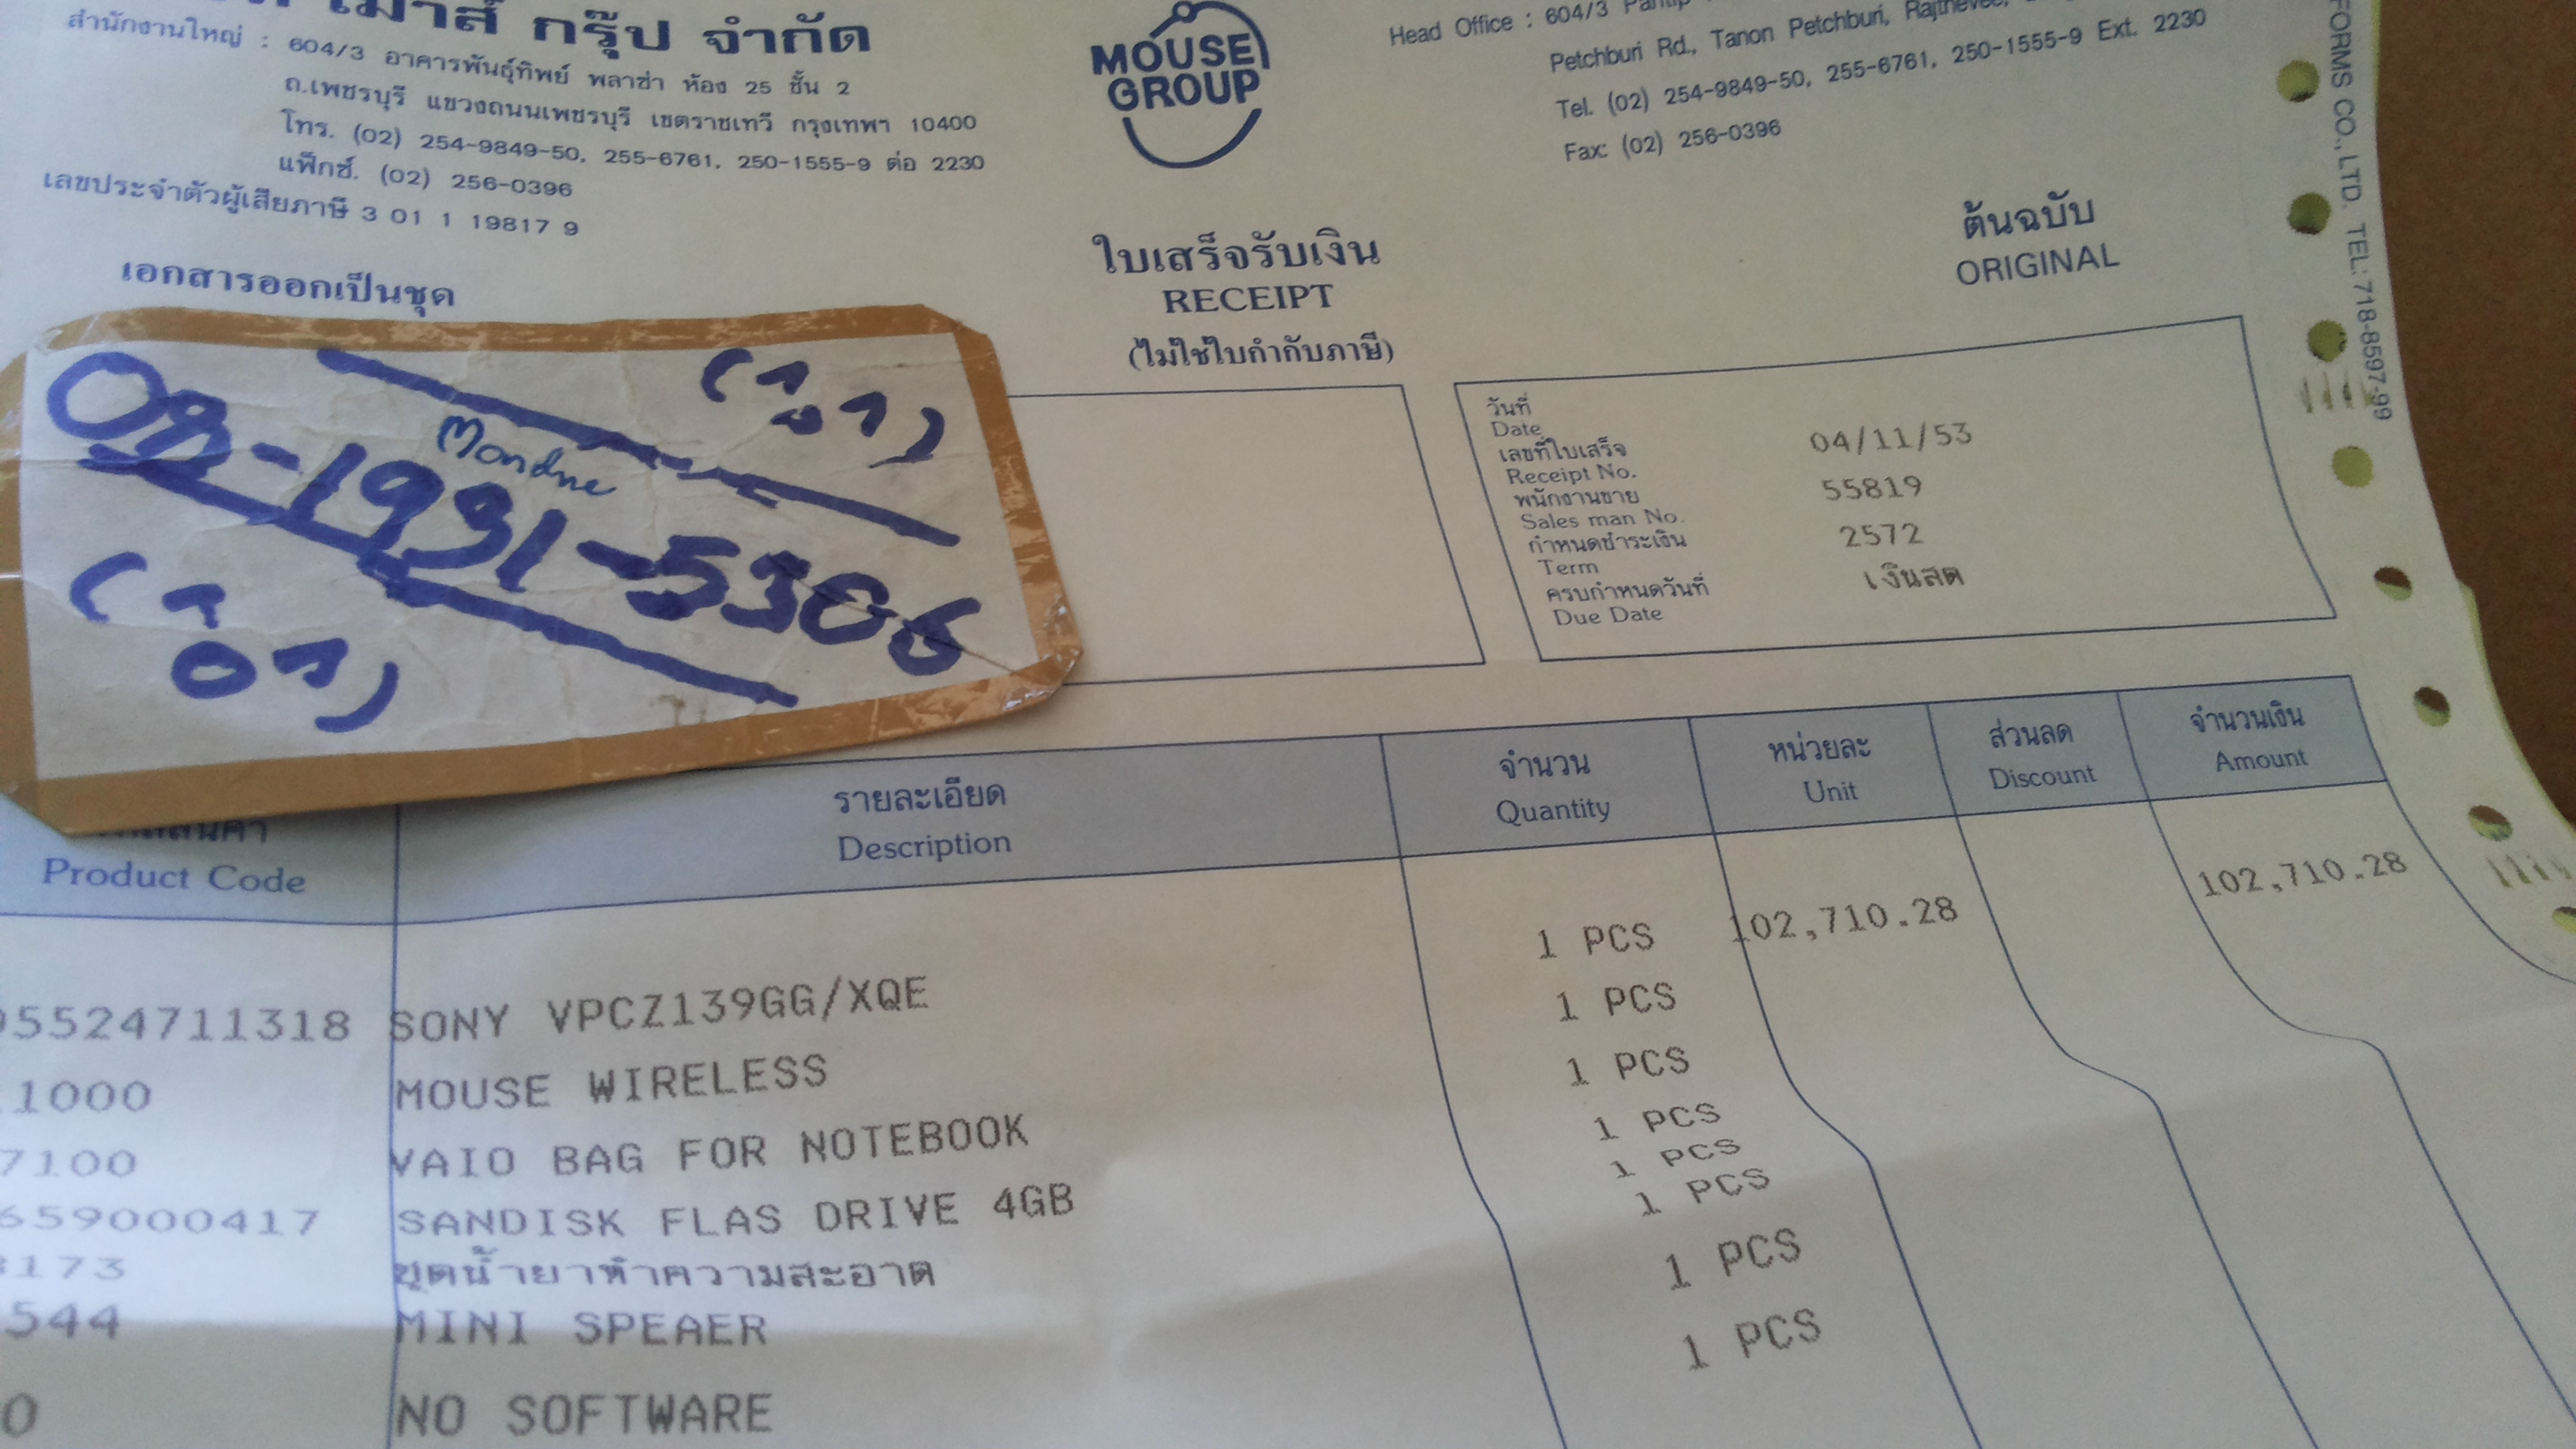 เมาส์ กรุ๊ป จำกัด
สำนักงานใหญ่ : 604/3 อาคารพันธุ์ทิพย์ พลาซ่า ห้อง 25 ชั้น 2
ถ.เพชรบุรี แขวงถนนเพชรบุรี เขตราชเทวี กรุงเทพฯ 10400
โทร. (02) 254-9849-50, 255-6761, 250-1555-9 ต่อ 2230
แฟ็กซ์. (02) 256-0396
เลขประจำตัวผู้เสียภาษี 3 01 1 19817 9
MOUSE
GROUP
Head Office : 604/3 Pantip
Petchburi Rd., Tanon Petchburi, Rajthevee,
Tel. (02) 254-9849-50, 255-6761, 250-1555-9 Ext. 2230
Fax: (02) 256-0396
FORMS CO., LTD. TEL: 718-8597-99
เอกสารออกเป็นชุด
ใบเสร็จรับเงิน
RECEIPT
(ไม่ใช่ใบกำกับภาษี)
ต้นฉบับ
ORIGINAL
-1931-5306
วันที่
Date 04/11/53
เลขที่ใบเสร็จ
Receipt No. 55819
พนักงานขาย
Sales man No. 2572
กำหนดชำระเงิน
Term เงินสด
ครบกำหนดวันที่
Due Date
รายละเอียด จำนวน หน่วยละ ส่วนลด จำนวนเงิน
Product Code Description Quantity Unit Discount Amount
5524711318 SONY VPCZ139GG/XQE 1 PCS 102,710.28 102,710.28
1000 MOUSE WIRELESS 1 PCS
7100 VAIO BAG FOR NOTEBOOK 1 PCS
659000417 SANDISK FLAS DRIVE 4GB 1 PCS
173 ชุดน้ำยาทำความสะอาด 1 PCS
544 MINI SPEAER 1 PCS
1 PCS
0 NO SOFTWARE 1 PCS